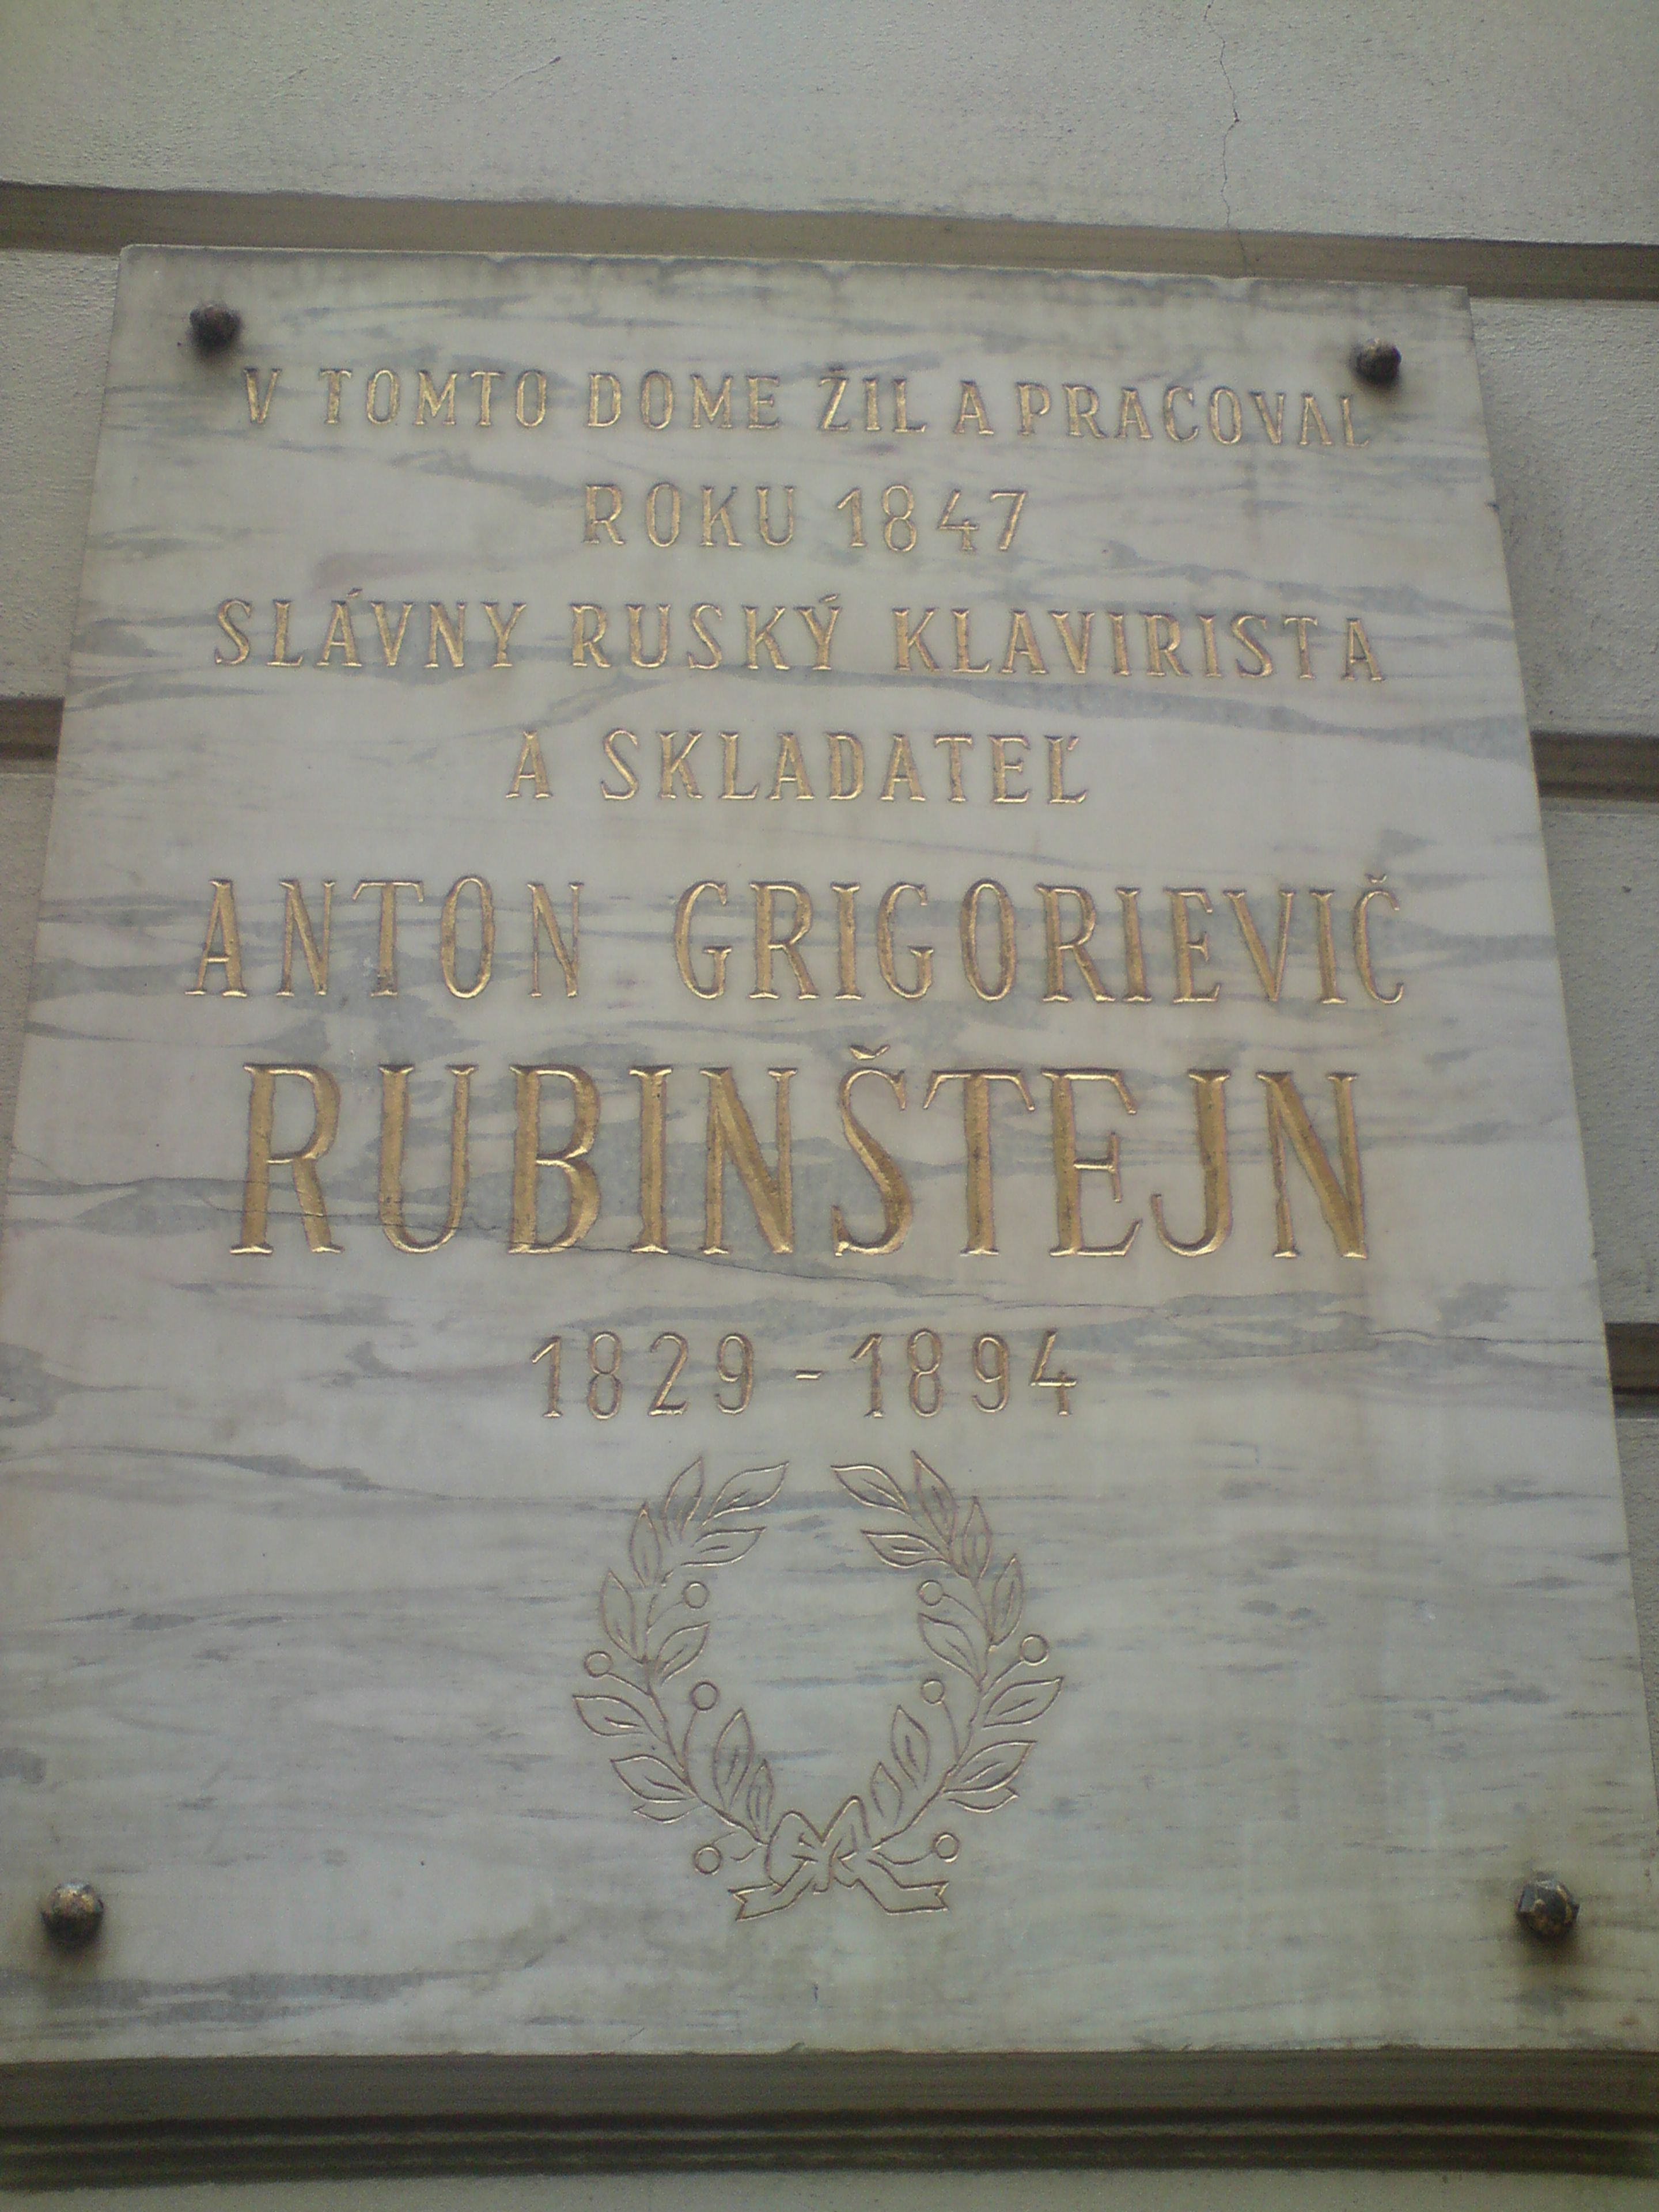 V TOMTO DOME ŽIL A PRACOVAL
ROKU 1847
SLÁVNY RUSKÝ KLAVIRISTA
A SKLADATEĽ
ANTON GRIGORIEVIČ
RUBINŠTEJN
1829 - 1894